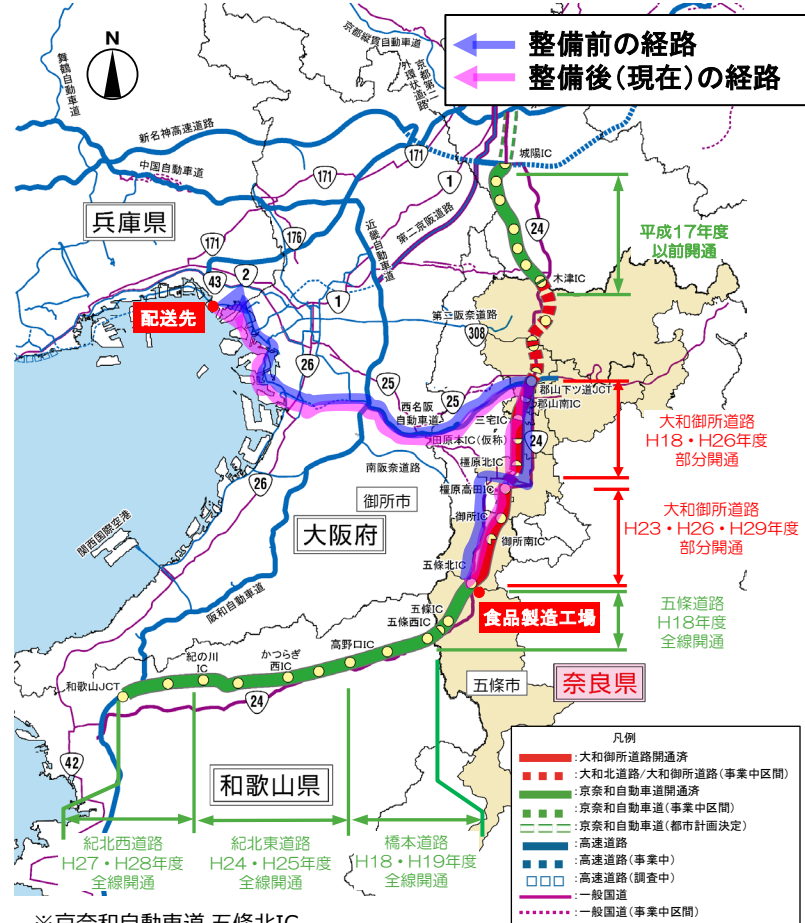 整備前の経路
整備後(現在)の経路
N
京都縦貫自動車道
京都第二
外環状道路
舞鶴自動車道
新名神高速道路
171
城陽IC
中国自動車道
171
1
兵庫県
24
平成17年度
以前開通
第二京阪道路
近畿自動車道
171
176
43
2
木津IC
1
配送先
第二阪奈道路
308
26
25
25
西名阪
自動車道
郡山下ツ道JCT
郡山南IC
三宅IC
田原本IC(仮称)
24
大和御所道路
H18・H26年度
部分開通
橿原北IC
南阪奈道路
26
御所市
橿原高田IC
大和御所道路
H23・H26・H29年度
部分開通
御所IC
大阪府
御所南IC
関西国際空港
五條北IC
阪和自動車道
食品製造工場
五條道路
H18年度
全線開通
五條IC
五條西IC
高野口IC
かつらぎ
西IC
紀の川
IC
和歌山JCT
24
五條市
奈良県
42
和歌山県
紀北西道路
H27・H28年度
全線開通
紀北東道路
H24・H25年度
全線開通
橋本道路
H18・H19年度
全線開通
凡例
:大和御所道路開通済
:大和北道路/大和御所道路(事業中区間)
:京奈和自動車道開通済
:京奈和自動車道(事業中区間)
:京奈和自動車道(都市計画決定)
:高速道路
:高速道路(事業中)
:高速道路(調査中)
:一般国道
:一般国道(事業中区間)
※京奈和自動車道 五條北IC